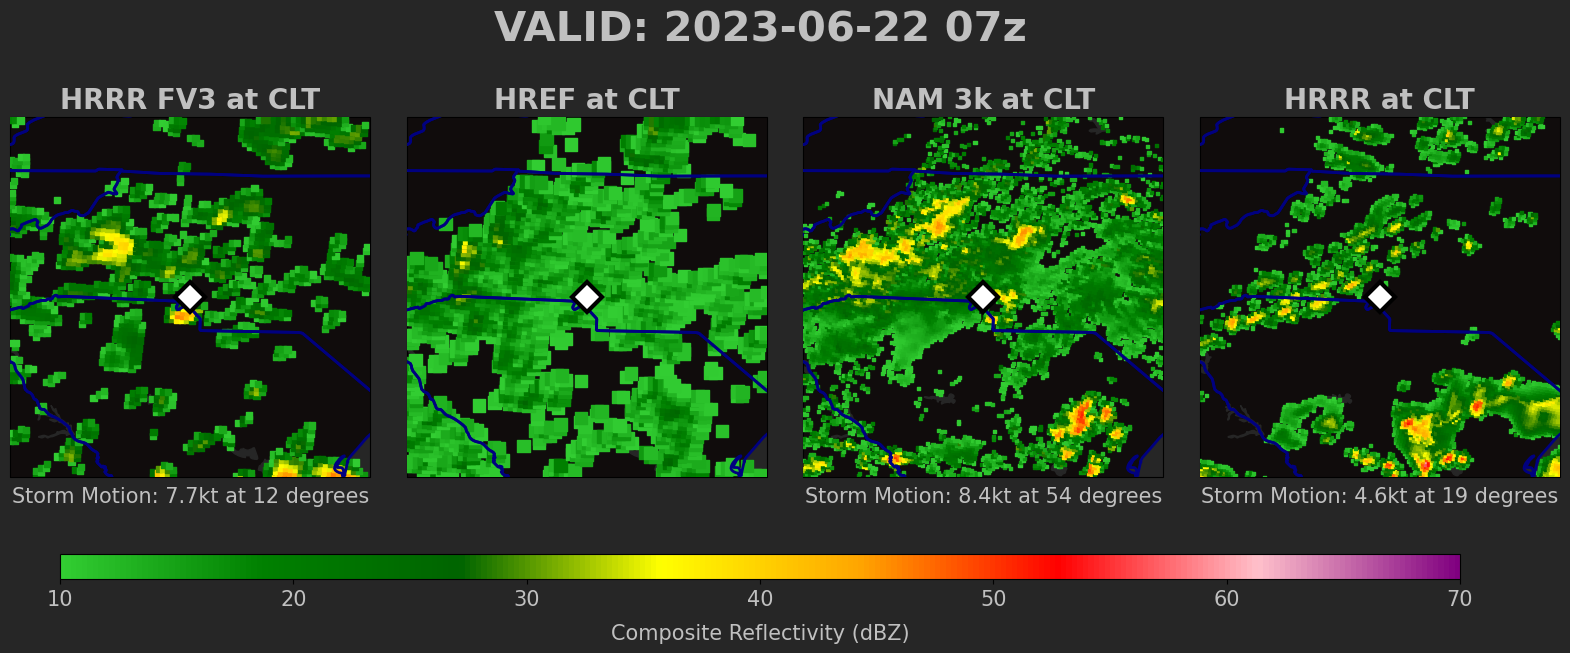 VALID: 2023-06-22 07z
HRRR FV3 at CLT
HREF at CLT
NAM 3k at CLT
HRRR at CLT
Storm Motion: 7.7kt at 12 degrees
Storm Motion: 8.4kt at 54 degrees
Storm Motion: 4.6kt at 19 degrees
10 20 30 40 50 60 70
Composite Reflectivity (dBZ)